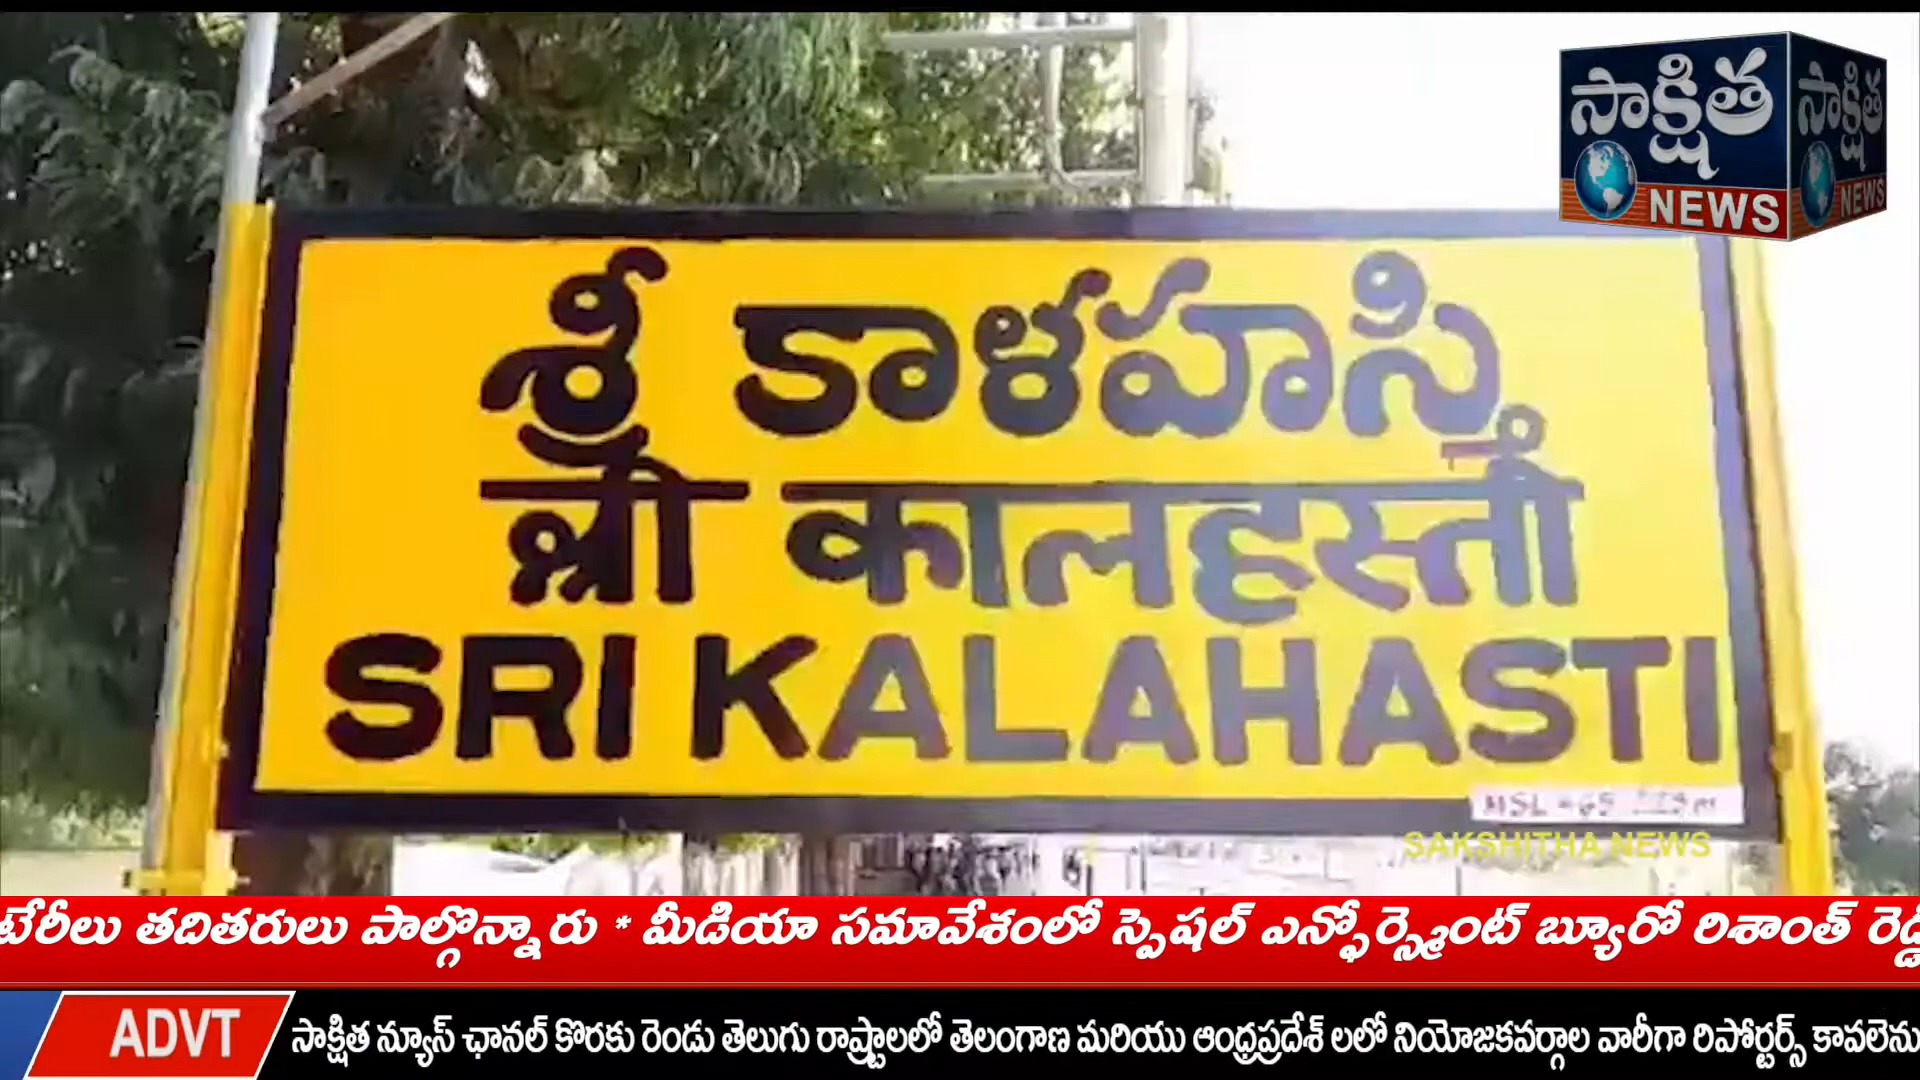 సాక్షిత
NEWS
సాక్షిత
NEWS
శ్రీ కాళహస్తి
श्री कालहस्ती
SRI KALAHASTI
MSL
SAKSHITHA NEWS
టేరీలు తదితరులు పాల్గొన్నారు * మీడియా సమావేశంలో స్పెషల్ ఎన్ఫోర్స్మెంట్ బ్యూరో రిశాంత్ రెడ్డి
ADVT
సాక్షిత న్యూస్ ఛానల్ కొరకు రెండు తెలుగు రాష్ట్రాలలో తెలంగాణ మరియు ఆంధ్రప్రదేశ్ లలో నియోజకవర్గాల వారీగా రిపోర్టర్స్ కావలెను